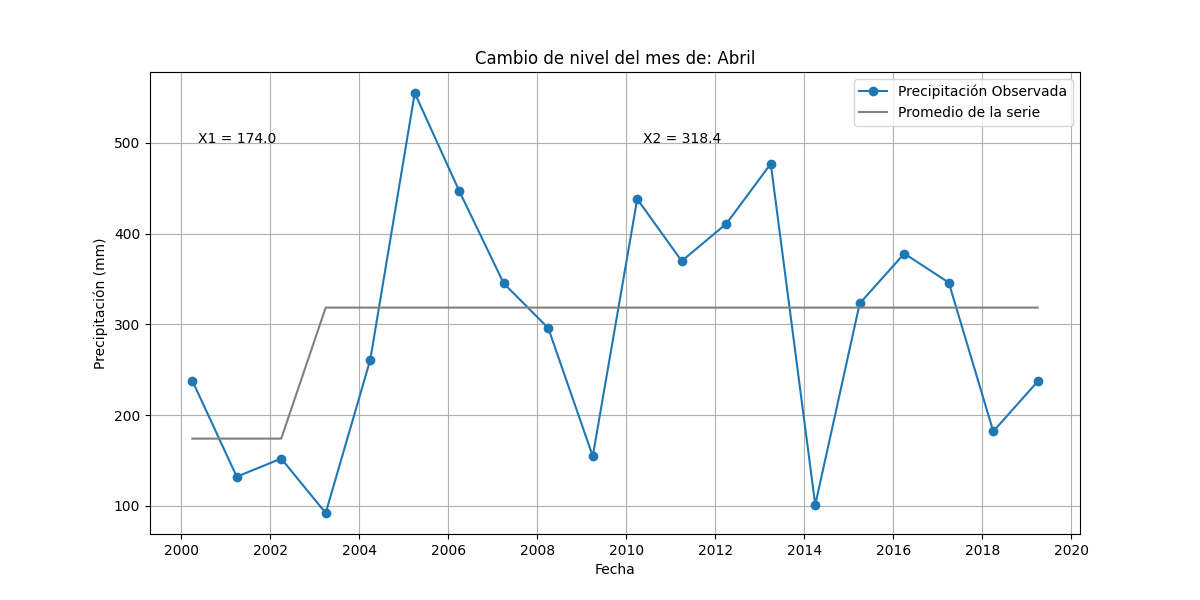 Cambio de nivel del mes de: Abril
Precipitación Observada
Promedio de la serie
X1 = 174.0
X2 = 318.4
500
400
300
200
100
Precipitación (mm)
2000 2002 2004 2006 2008 2010 2012 2014 2016 2018 2020
Fecha